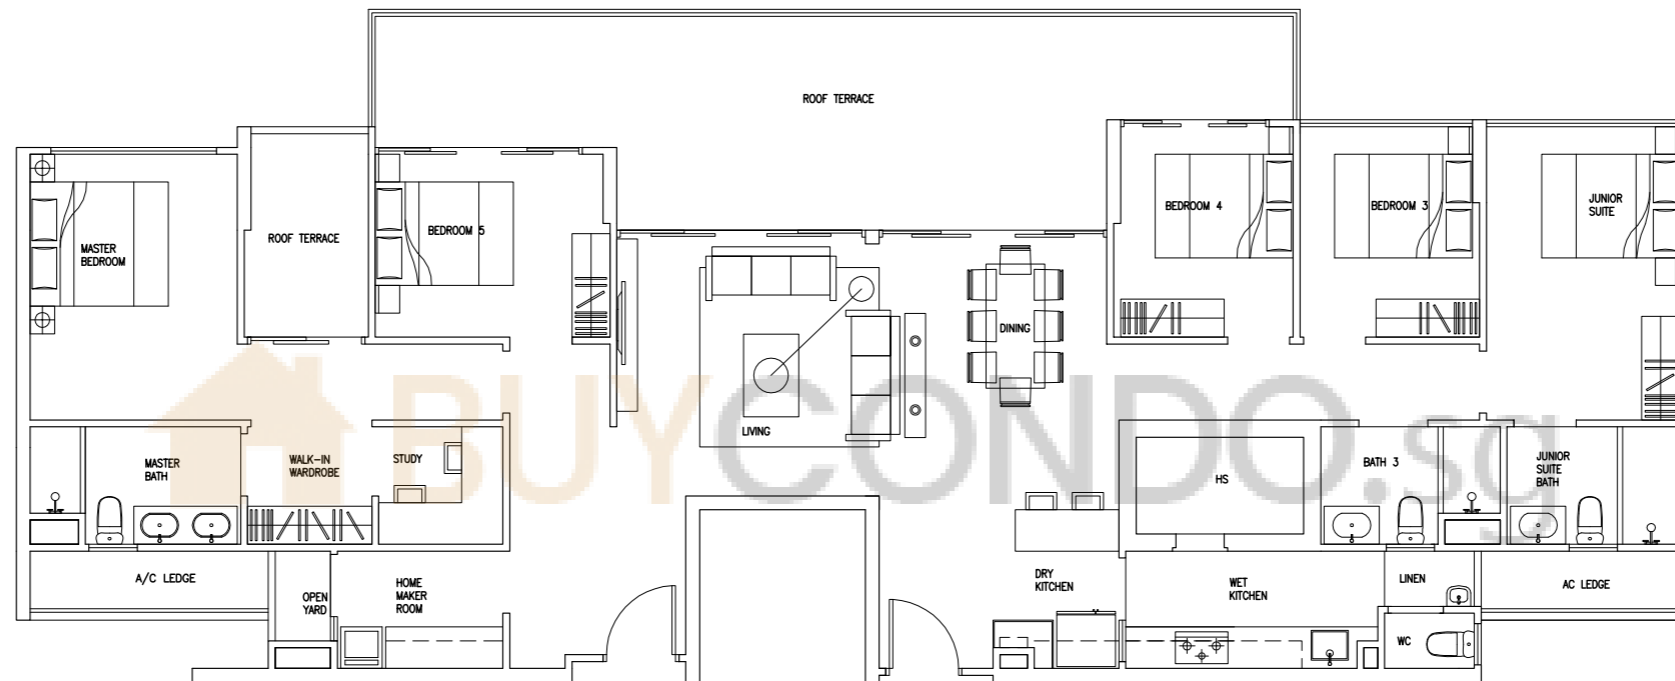 ROOF TERRACE
MASTER
BEDROOM
ROOF TERRACE
BEDROOM 5
BEDROOM 4
BEDROOM 3
JUNIOR
SUITE
DINING
LIVING
BUYCONDO.sg
MASTER
BATH
WALK-IN
WARDROBE
STUDY
HS
BATH 3
JUNIOR
SUITE
BATH
A/C LEDGE
OPEN
YARD
HOME
MAKER
ROOM
DRY
KITCHEN
WET
KITCHEN
LINEN
AC LEDGE
WC